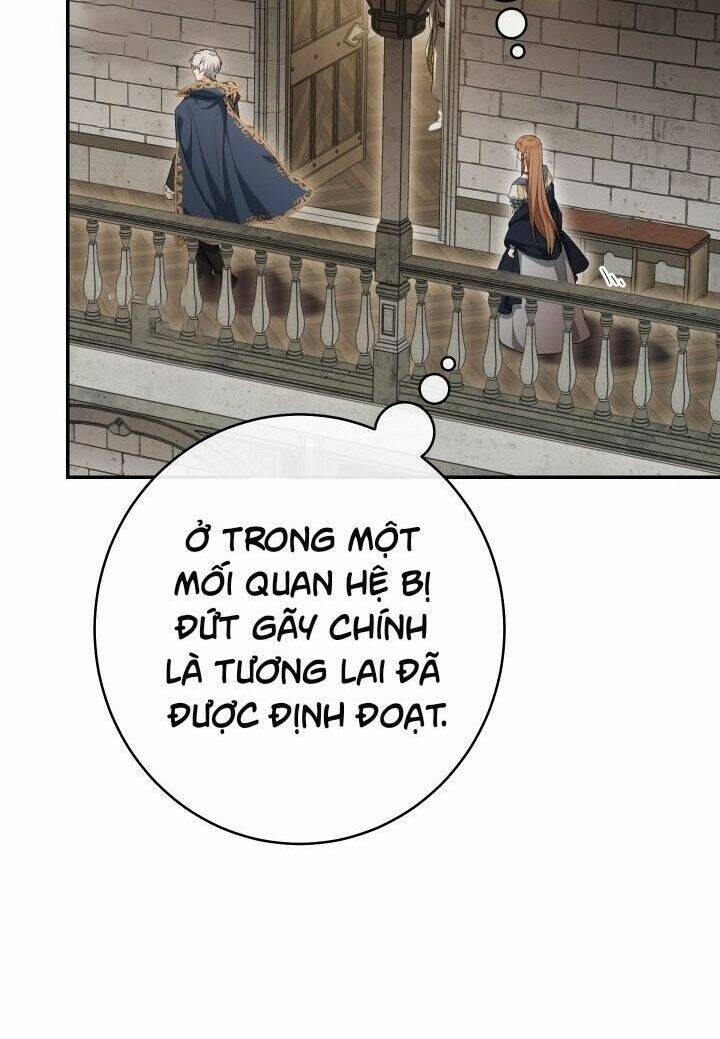 Ở TRONG MỘT
MỐI QUAN HỆ BỊ
ĐỨT GÃY CHÍNH
LÀ TƯƠNG LAI ĐÃ
ĐƯỢC ĐỊNH ĐOẠT.